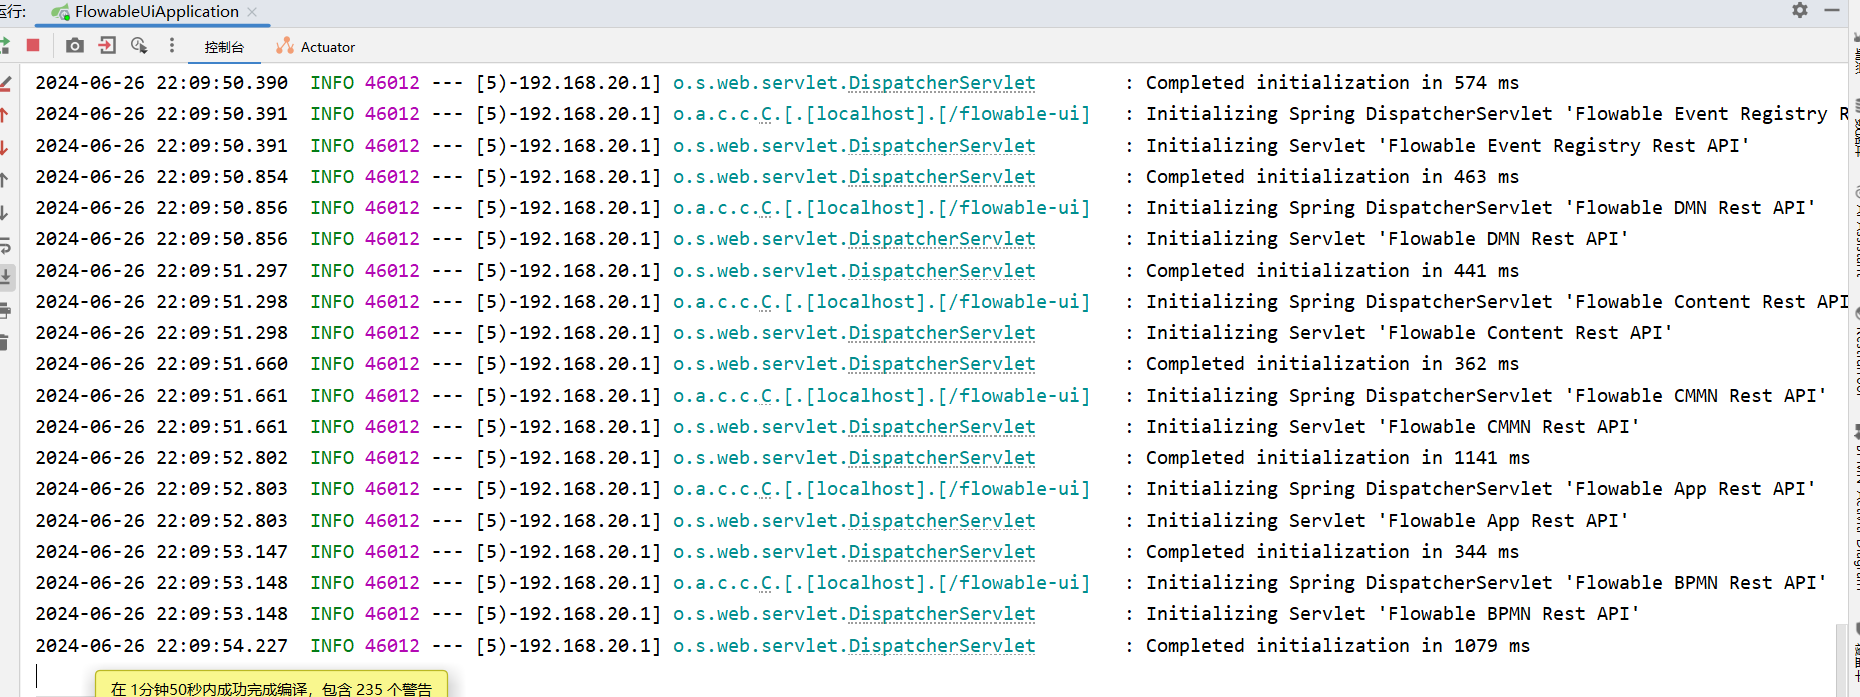 运行: FlowableUiApplication
控制台 Actuator
2024-06-26 22:09:50.390 INFO 46012 --- [5)-192.168.20.1] o.s.web.servlet.DispatcherServlet : Completed initialization in 574 ms
2024-06-26 22:09:50.391 INFO 46012 --- [5)-192.168.20.1] o.a.c.c.C.[.[localhost].[/flowable-ui] : Initializing Spring DispatcherServlet 'Flowable Event Registry R
2024-06-26 22:09:50.391 INFO 46012 --- [5)-192.168.20.1] o.s.web.servlet.DispatcherServlet : Initializing Servlet 'Flowable Event Registry Rest API'
2024-06-26 22:09:50.854 INFO 46012 --- [5)-192.168.20.1] o.s.web.servlet.DispatcherServlet : Completed initialization in 463 ms
2024-06-26 22:09:50.856 INFO 46012 --- [5)-192.168.20.1] o.a.c.c.C.[.[localhost].[/flowable-ui] : Initializing Spring DispatcherServlet 'Flowable DMN Rest API'
2024-06-26 22:09:50.856 INFO 46012 --- [5)-192.168.20.1] o.s.web.servlet.DispatcherServlet : Initializing Servlet 'Flowable DMN Rest API'
2024-06-26 22:09:51.297 INFO 46012 --- [5)-192.168.20.1] o.s.web.servlet.DispatcherServlet : Completed initialization in 441 ms
2024-06-26 22:09:51.298 INFO 46012 --- [5)-192.168.20.1] o.a.c.c.C.[.[localhost].[/flowable-ui] : Initializing Spring DispatcherServlet 'Flowable Content Rest API
2024-06-26 22:09:51.298 INFO 46012 --- [5)-192.168.20.1] o.s.web.servlet.DispatcherServlet : Initializing Servlet 'Flowable Content Rest API'
2024-06-26 22:09:51.660 INFO 46012 --- [5)-192.168.20.1] o.s.web.servlet.DispatcherServlet : Completed initialization in 362 ms
2024-06-26 22:09:51.661 INFO 46012 --- [5)-192.168.20.1] o.a.c.c.C.[.[localhost].[/flowable-ui] : Initializing Spring DispatcherServlet 'Flowable CMMN Rest API'
2024-06-26 22:09:51.661 INFO 46012 --- [5)-192.168.20.1] o.s.web.servlet.DispatcherServlet : Initializing Servlet 'Flowable CMMN Rest API'
2024-06-26 22:09:52.802 INFO 46012 --- [5)-192.168.20.1] o.s.web.servlet.DispatcherServlet : Completed initialization in 1141 ms
2024-06-26 22:09:52.803 INFO 46012 --- [5)-192.168.20.1] o.a.c.c.C.[.[localhost].[/flowable-ui] : Initializing Spring DispatcherServlet 'Flowable App Rest API'
2024-06-26 22:09:52.803 INFO 46012 --- [5)-192.168.20.1] o.s.web.servlet.DispatcherServlet : Initializing Servlet 'Flowable App Rest API'
2024-06-26 22:09:53.147 INFO 46012 --- [5)-192.168.20.1] o.s.web.servlet.DispatcherServlet : Completed initialization in 344 ms
2024-06-26 22:09:53.148 INFO 46012 --- [5)-192.168.20.1] o.a.c.c.C.[.[localhost].[/flowable-ui] : Initializing Spring DispatcherServlet 'Flowable BPMN Rest API'
2024-06-26 22:09:53.148 INFO 46012 --- [5)-192.168.20.1] o.s.web.servlet.DispatcherServlet : Initializing Servlet 'Flowable BPMN Rest API'
2024-06-26 22:09:54.227 INFO 46012 --- [5)-192.168.20.1] o.s.web.servlet.DispatcherServlet : Completed initialization in 1079 ms
在 1分钟50秒内成功完成编译，包含 235 个警告